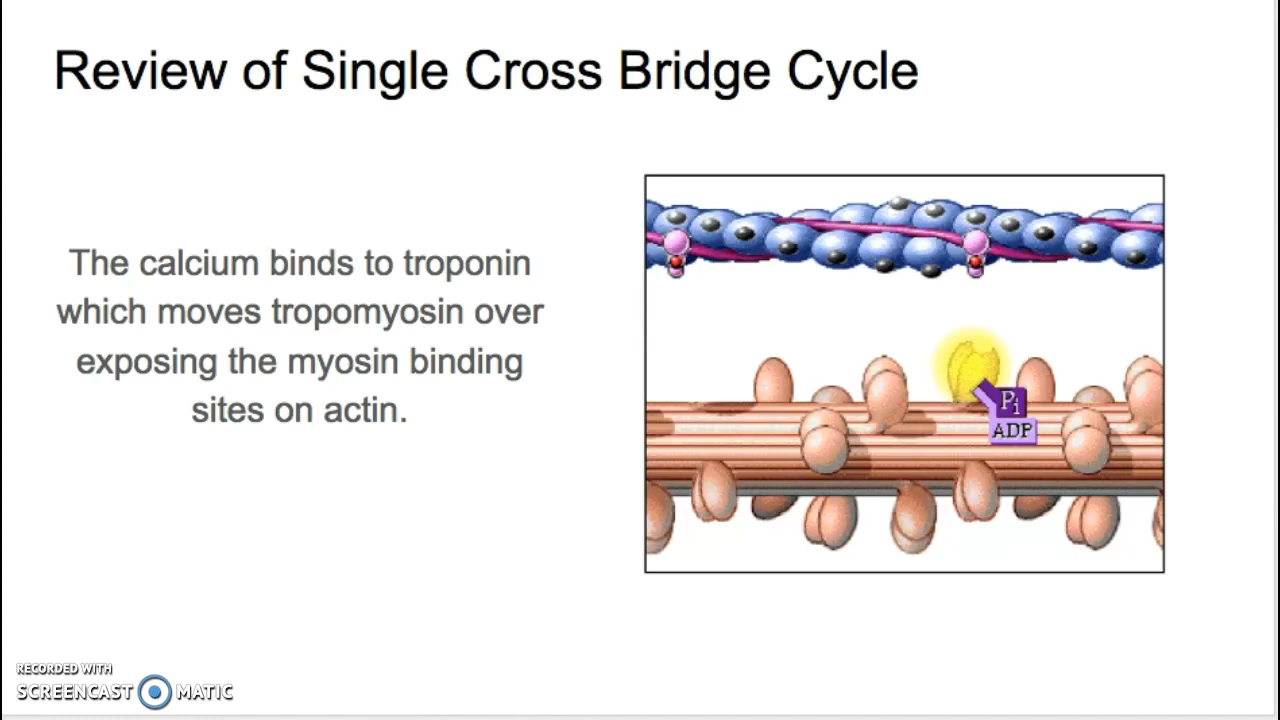 Review of Single Cross Bridge Cycle
The calcium binds to troponin
which moves tropomyosin over
exposing the myosin binding
sites on actin.
Pi
ADP
RECORDED WITH
SCREENCAST MATIC